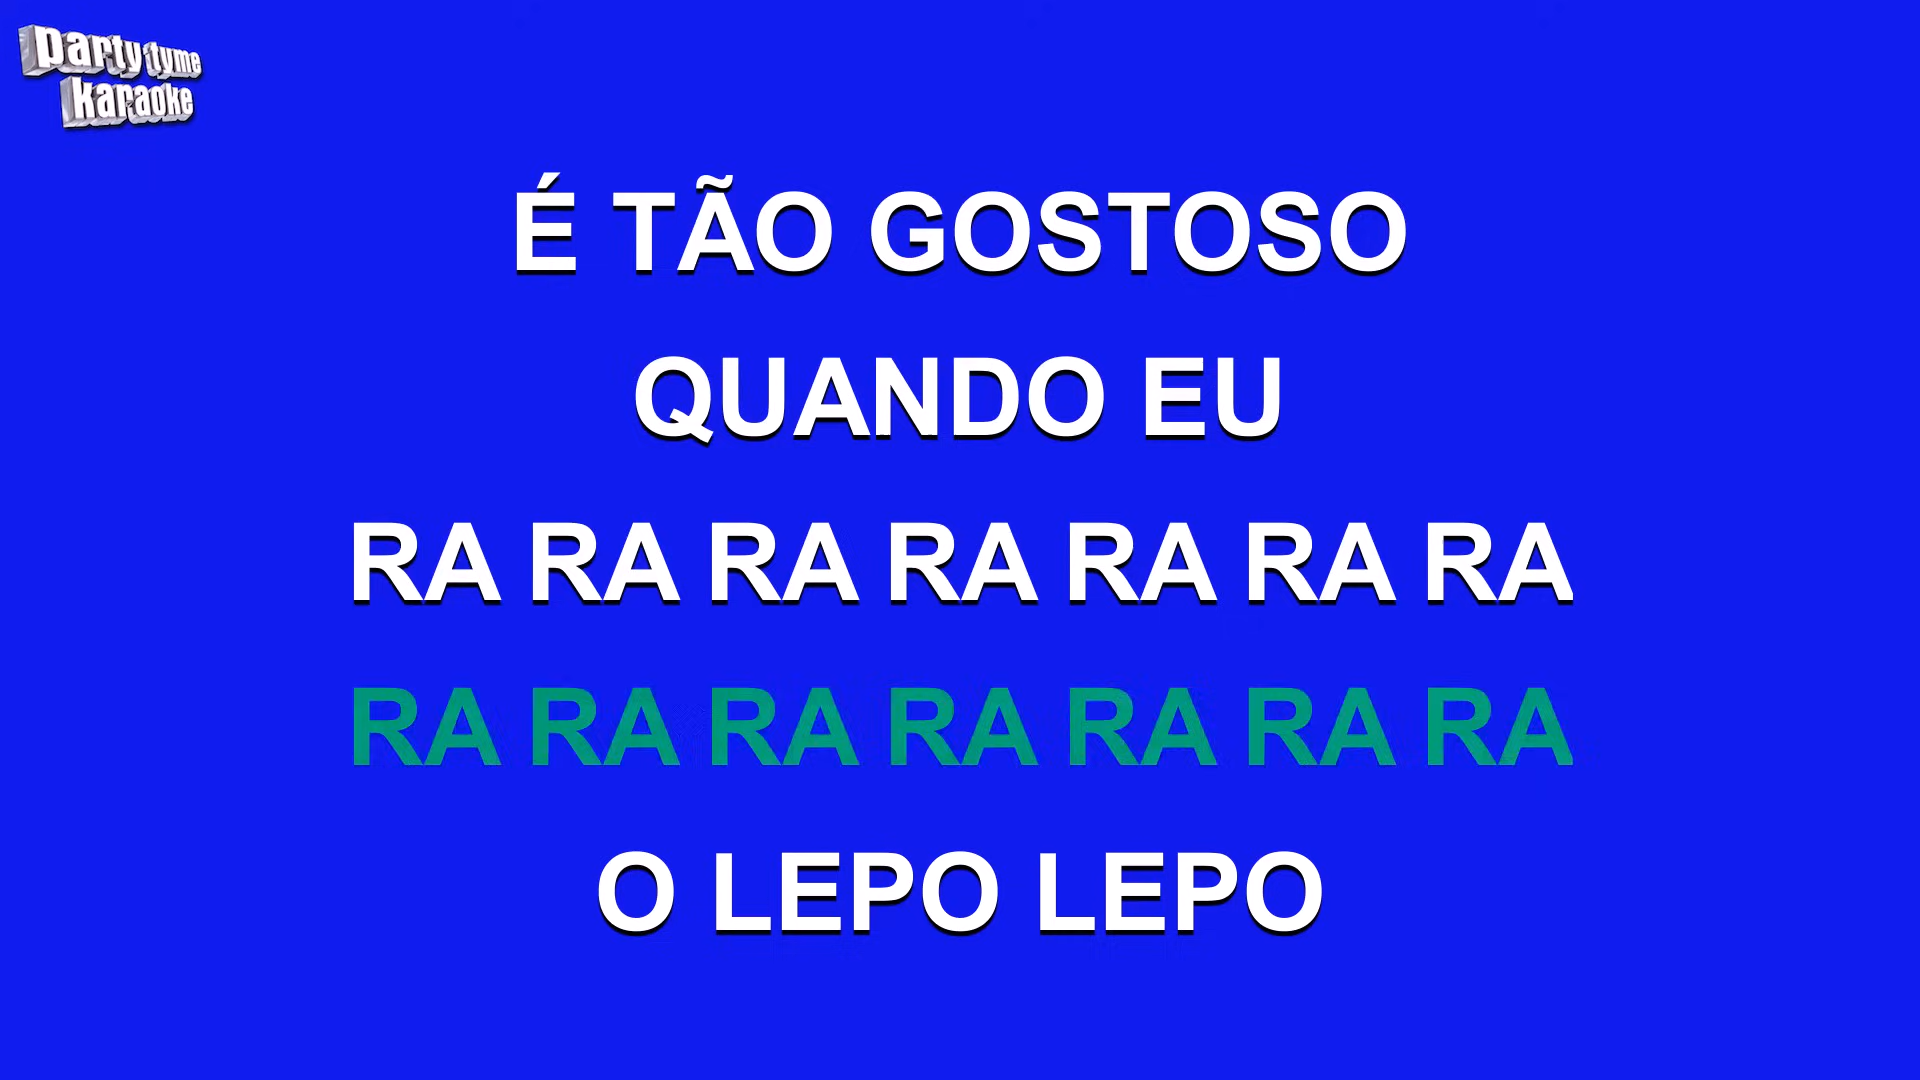 party tyme
karaoke
É TÃO GOSTOSO
QUANDO EU
RA RA RA RA RA RA RA
RA RA RA RA RA RA RA
O LEPO LEPO